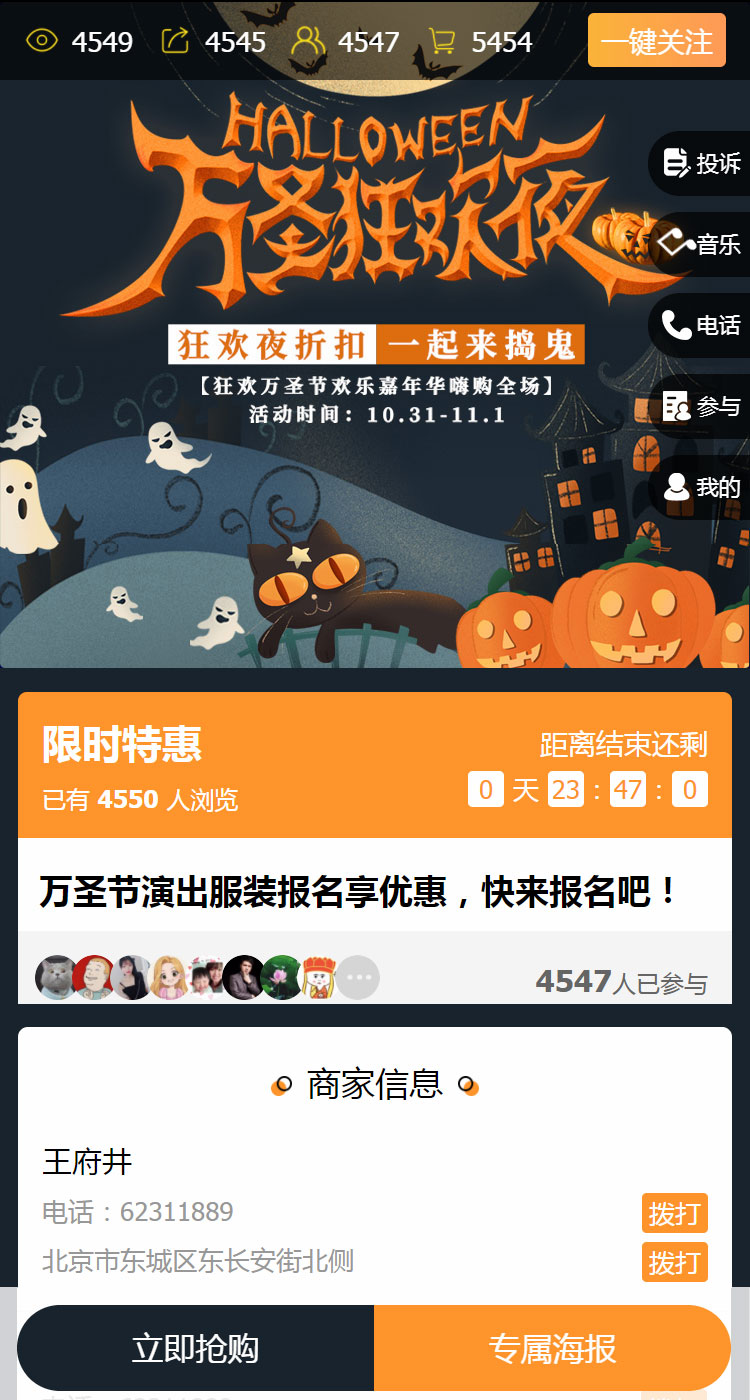 4549 4545 4547 5454 一键关注
HALLOWEEN
万圣狂欢夜
投诉
音乐
电话
参与
我的
狂欢夜折扣 一起来捣鬼
【狂欢万圣节欢乐嘉年华嗨购全场】
活动时间：10.31-11.1
限时特惠
距离结束还剩
已有 4550 人浏览
0 天 23 : 47 : 0
万圣节演出服装报名享优惠，快来报名吧！
4547人已参与
商家信息
王府井
电话：62311889 拨打
北京市东城区东长安街北侧 拨打
立即抢购 专属海报